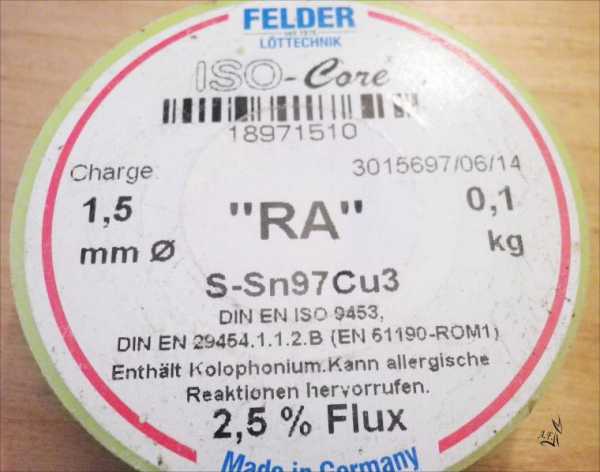 FELDER
LÖTTECHNIK
ISO-Core
18971510
Charge: 3015697/06/14
1,5 "RA" 0,1
mm Ø kg
S-Sn97Cu3
DIN EN ISO 9453,
DIN EN 29454.1.1.2.B (EN 61190-ROM1)
Enthält Kolophonium.Kann allergische
Reaktionen hervorrufen.
2,5 % Flux
Made in Germany